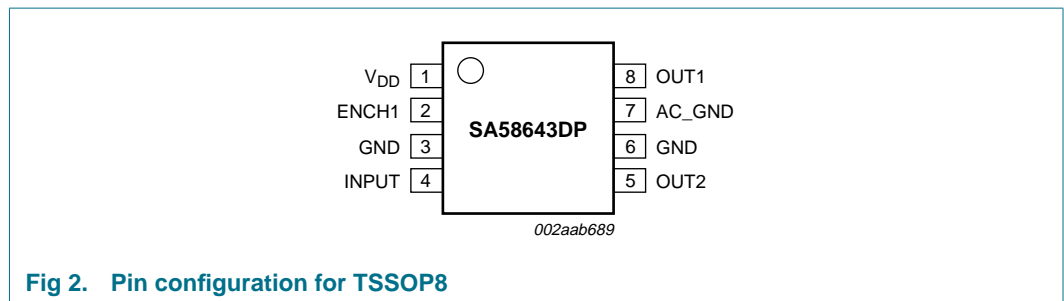 VDD 1 8 OUT1
ENCH1 2 7 AC_GND
SA58643DP
GND 3 6 GND
INPUT 4 5 OUT2
002aab689
Fig 2. Pin configuration for TSSOP8